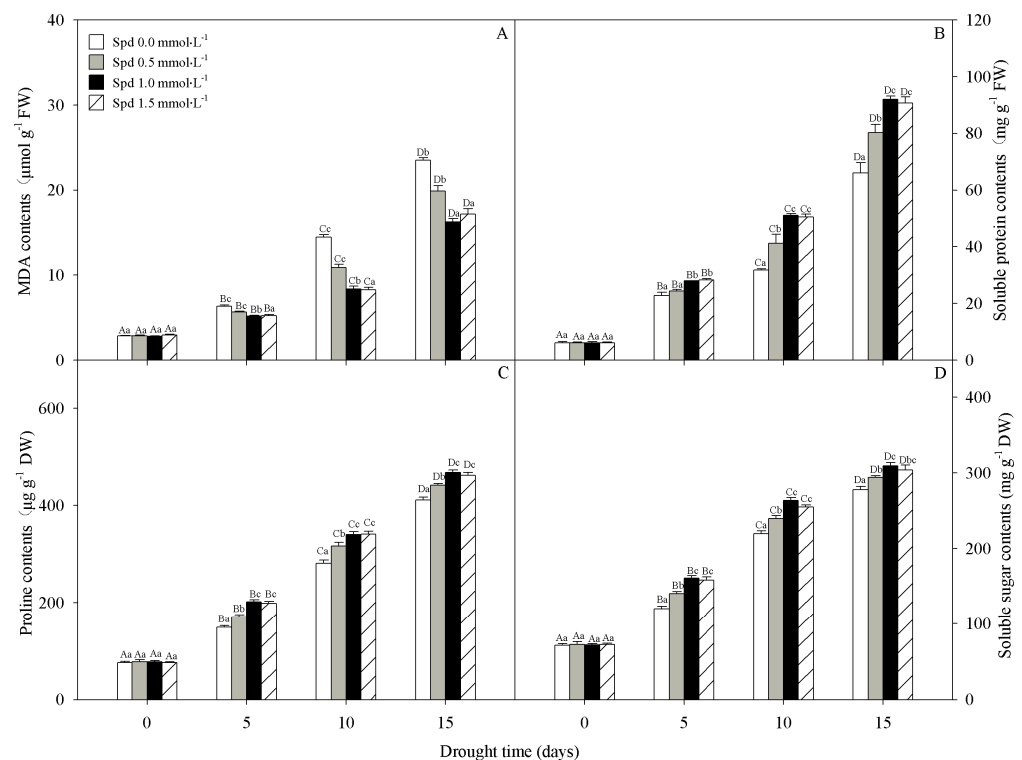 40
30
20
10
0
MDA contents（μmol g⁻¹ FW)
A
Spd 0.0 mmol·L⁻¹
Spd 0.5 mmol·L⁻¹
Spd 1.0 mmol·L⁻¹
Spd 1.5 mmol·L⁻¹
Aa Aa Aa Aa
Bc Bc Bb Ba
Cc Cc Cb Ca
Db Db Da Da
B
120
100
80
60
40
20
0
Soluble protein contents（mg g⁻¹ FW)
Aa Aa Aa Aa
Ba Ba Bb Bb
Ca Cb Cc Cc
Da Db Dc Dc
600
400
200
0
Proline contents（μg g⁻¹ DW)
C
Aa Aa Aa Aa
Ba Bb Bc Bc
Ca Cb Cc Cc
Da Db Dc Dc
0 5 10 15
D
400
300
200
100
0
Soluble sugar contents (mg g⁻¹ DW)
Aa Aa Aa Aa
Ba Bb Bc Bc
Ca Cb Cc Cc
Da Db Dc Dbc
0 5 10 15
Drought time (days)